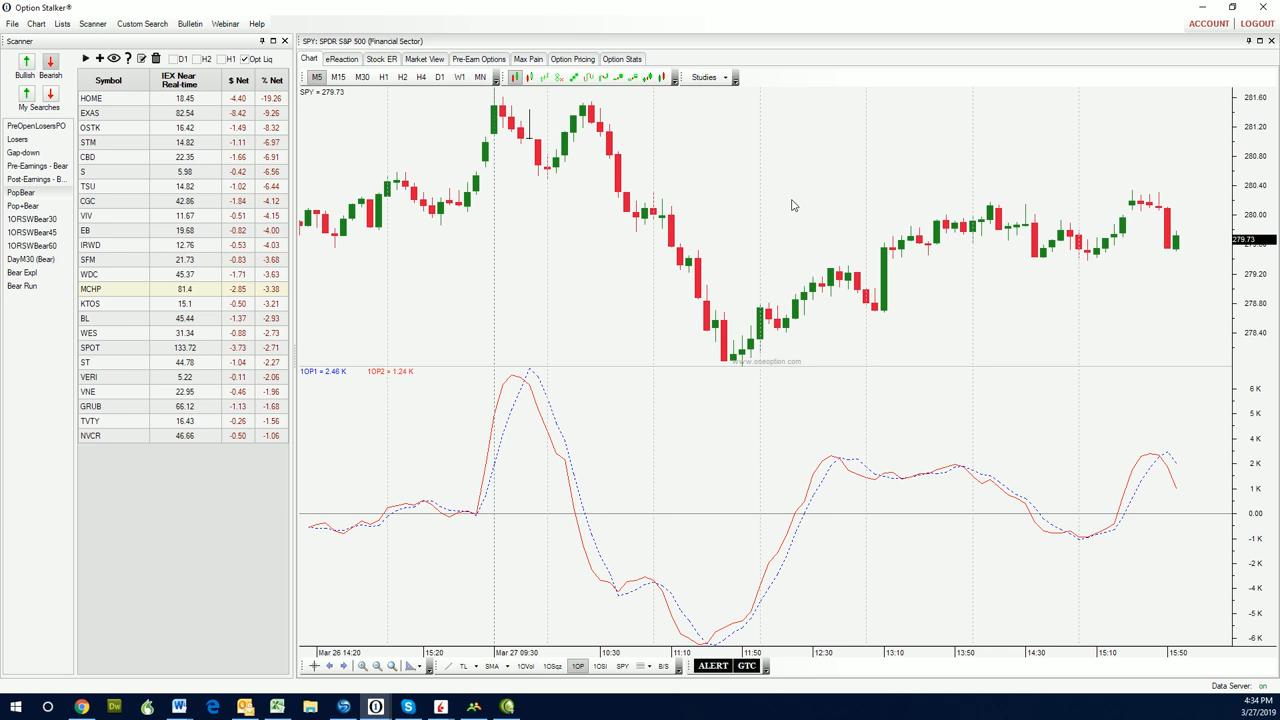 Option Stalker®
File Chart Lists Scanner Custom Search Bulletin Webinar Help
ACCOUNT LOGOUT
Scanner
SPY: SPDR S&P 500 (Financial Sector)
Bullish Bearish
My Searches
PreOpenLosersPO
Losers
Gap-down
Pre-Earnings - Bear
Post-Earnings - B...
PopBear
Pop+Bear
1ORSWBear30
1ORSWBear45
1ORSWBear60
DayM30 (Bear)
Bear Expl
Bear Run
D1 H2 H1 Opt Liq
Symbol IEX Near Real-time $ Net % Net
HOME 18.45 -4.40 -19.26
EXAS 82.54 -8.42 -9.26
OSTK 16.42 -1.49 -8.32
STM 14.82 -1.11 -6.97
CBD 22.35 -1.66 -6.91
S 5.98 -0.42 -6.56
TSU 14.82 -1.02 -6.44
CGC 42.86 -1.84 -4.12
VIV 11.67 -0.51 -4.15
EB 19.68 -0.82 -4.00
IRWD 12.76 -0.53 -4.03
SFM 21.73 -0.83 -3.68
WDC 45.37 -1.71 -3.63
MCHP 81.4 -2.85 -3.38
KTOS 15.1 -0.50 -3.21
BL 45.44 -1.37 -2.93
WES 31.34 -0.88 -2.73
SPOT 133.72 -3.73 -2.71
ST 44.78 -1.04 -2.27
VERI 5.22 -0.11 -2.06
VNE 22.95 -0.46 -1.96
GRUB 66.12 -1.13 -1.68
TVTY 16.43 -0.26 -1.56
NVCR 46.66 -0.50 -1.06
Chart eReaction Stock ER Market View Pre-Earn Options Max Pain Option Pricing Option Stats
M5 M15 M30 H1 H2 H4 D1 W1 MN Studies
SPY = 279.73
281.60
281.20
280.80
280.40
280.00
279.73
279.20
278.80
278.40
www.oneoption.com
1OP1 = 2.46 K 1OP2 = 1.24 K
6 K
5 K
4 K
2 K
1 K
0.00
-1 K
-2 K
-4 K
-5 K
-6 K
Mar 26 14:20 15:20 Mar 27 09:30 10:30 11:10 11:50 12:30 13:10 13:50 14:30 15:10 15:50
TL SMA 1OVol 1OSqz 1OP 1OSI SPY B/S ALERT GTC
Data Server: on
4:34 PM
3/27/2019